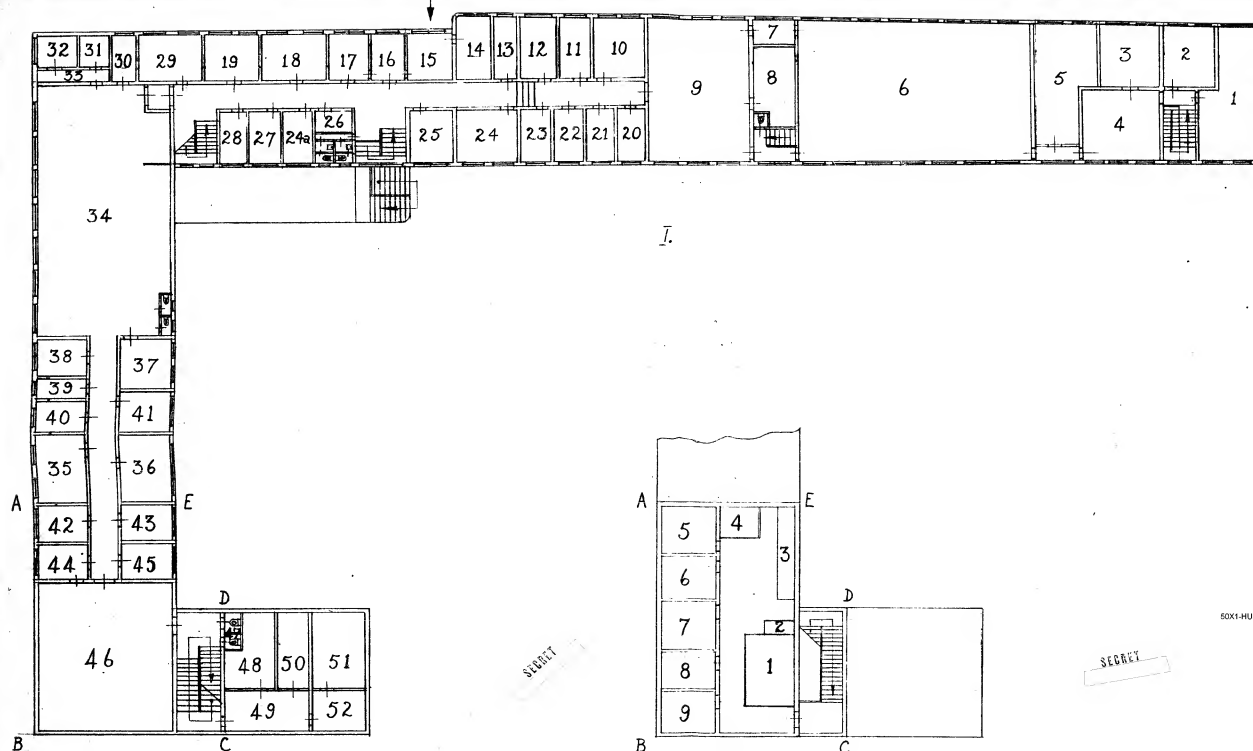 32 31 30 29 19 18 17 16 15 14 13 12 11 10 7 3 2
33
8 9 6 5 1
4
28 27 24a 26 25 24 23 22 21 20
34
I.
38 37
39
40 41
35 36
A E
42 43
44 45
D
46
48 50 51
49 52
B C
A E
5 4
3
6
D
7 2
8 1
9
B C
SECRET
SECRET
50X1-HU